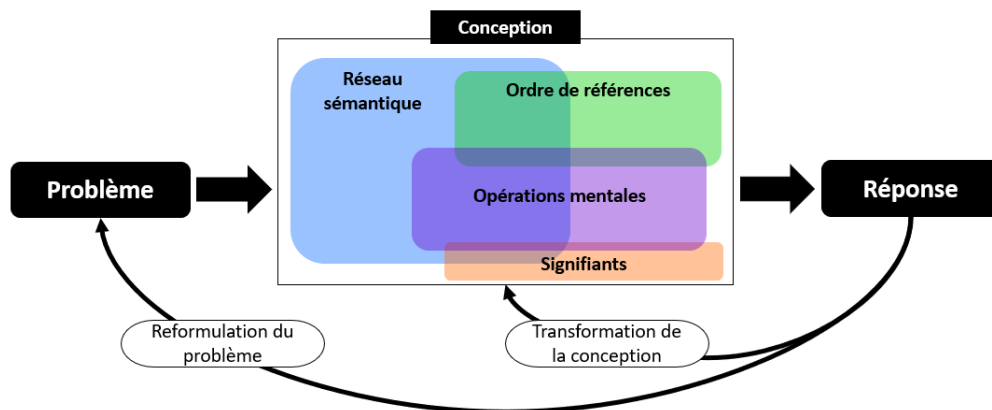 Conception
Réseau
sémantique
Ordre de références
Problème
Opérations mentales
Réponse
Signifiants
Reformulation du
problème
Transformation de
la conception